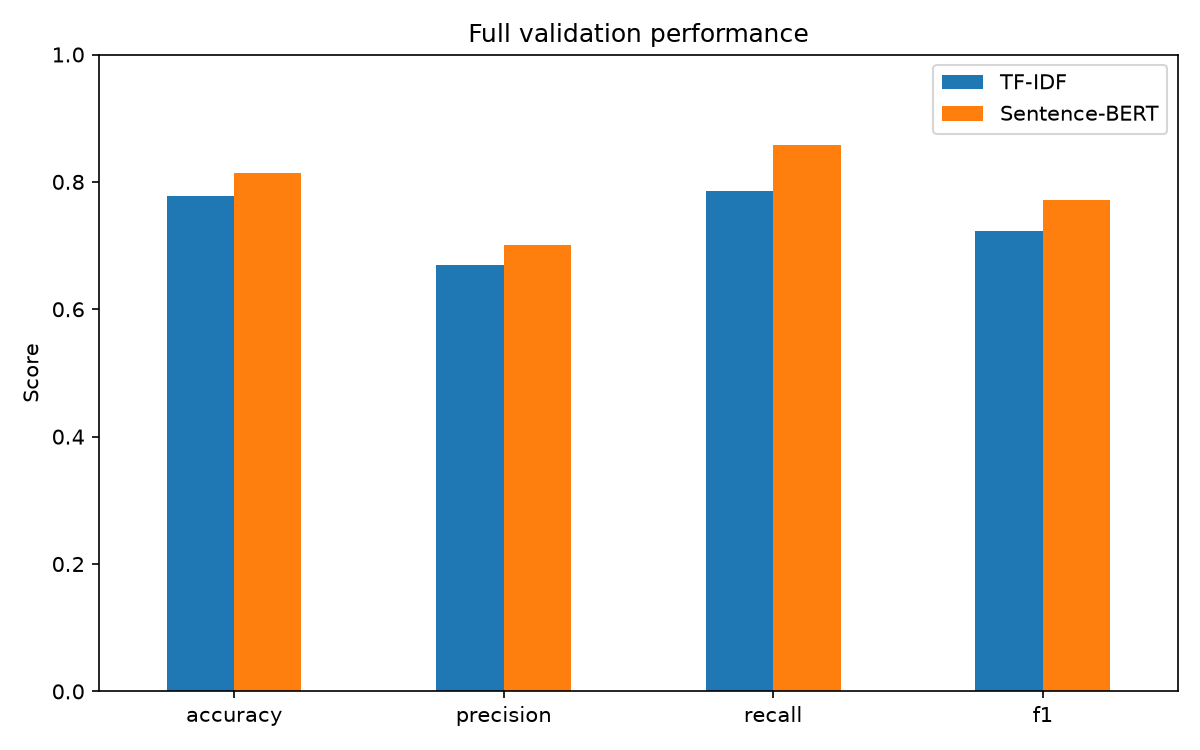 Full validation performance
TF-IDF
Sentence-BERT
1.0
0.8
0.6
0.4
0.2
0.0
Score
accuracy precision recall f1